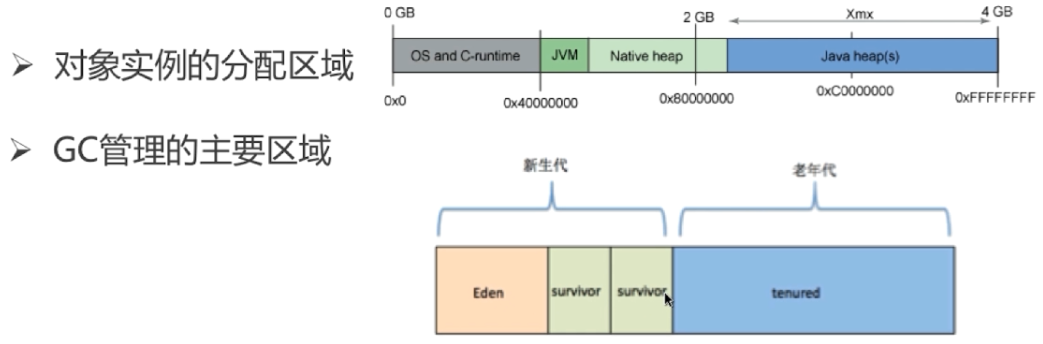 0 GB
2 GB
Xmx
4 GB
➢ 对象实例的分配区域
OS and C-runtime
JVM
Native heap
Java heap(s)
0x0
0x40000000
0x80000000
0xC0000000
0xFFFFFFFF
➢ GC管理的主要区域
新生代
老年代
Eden
survivor
survivor
tenured